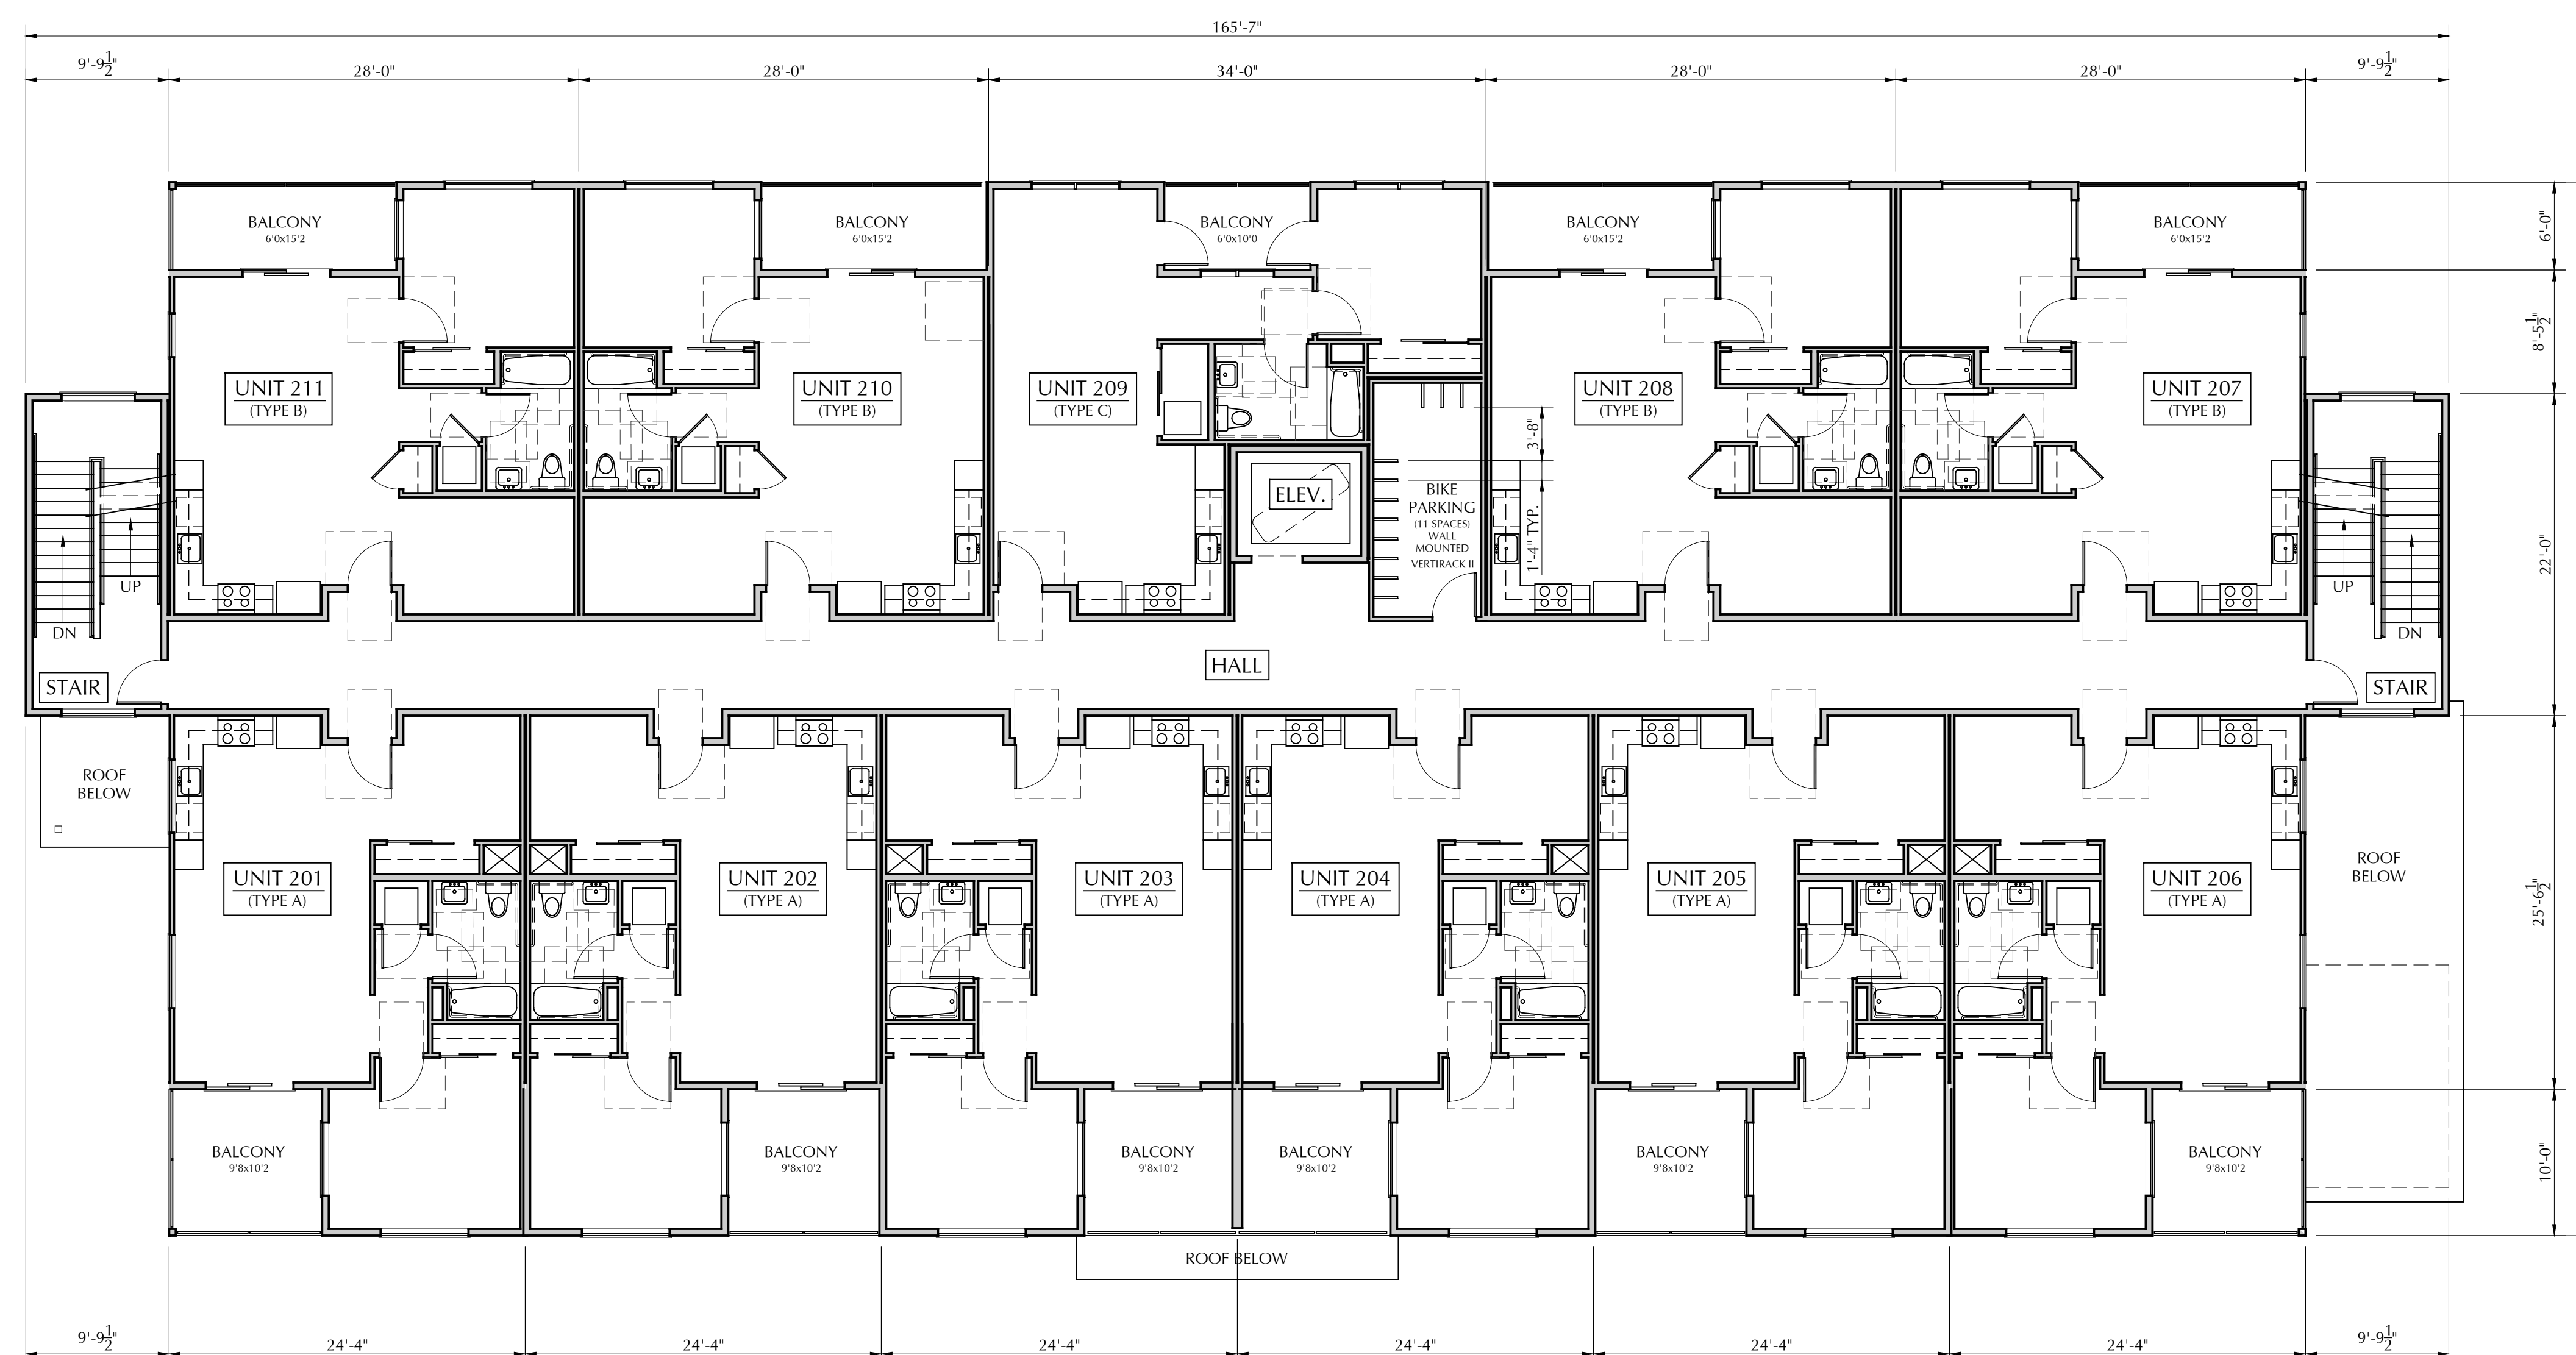 165'-7"
9'-9 1/2"
28'-0"
28'-0"
34'-0"
28'-0"
28'-0"
9'-9 1/2"
BALCONY
6'0x15'2
BALCONY
6'0x15'2
BALCONY
6'0x10'0
BALCONY
6'0x15'2
BALCONY
6'0x15'2
6'-0"
8'-5 1/2"
UNIT 211
(TYPE B)
UNIT 210
(TYPE B)
UNIT 209
(TYPE C)
UNIT 208
(TYPE B)
UNIT 207
(TYPE B)
3'-8"
1'-4" TYP.
ELEV.
BIKE
PARKING
(11 SPACES)
WALL
MOUNTED
VERTIRACK II
UP
DN
UP
DN
22'-0"
STAIR
HALL
STAIR
ROOF
BELOW
UNIT 201
(TYPE A)
UNIT 202
(TYPE A)
UNIT 203
(TYPE A)
UNIT 204
(TYPE A)
UNIT 205
(TYPE A)
UNIT 206
(TYPE A)
ROOF
BELOW
25'-6 1/2"
BALCONY
9'8x10'2
BALCONY
9'8x10'2
BALCONY
9'8x10'2
BALCONY
9'8x10'2
BALCONY
9'8x10'2
BALCONY
9'8x10'2
10'-0"
ROOF BELOW
9'-9 1/2"
24'-4"
24'-4"
24'-4"
24'-4"
24'-4"
24'-4"
9'-9 1/2"